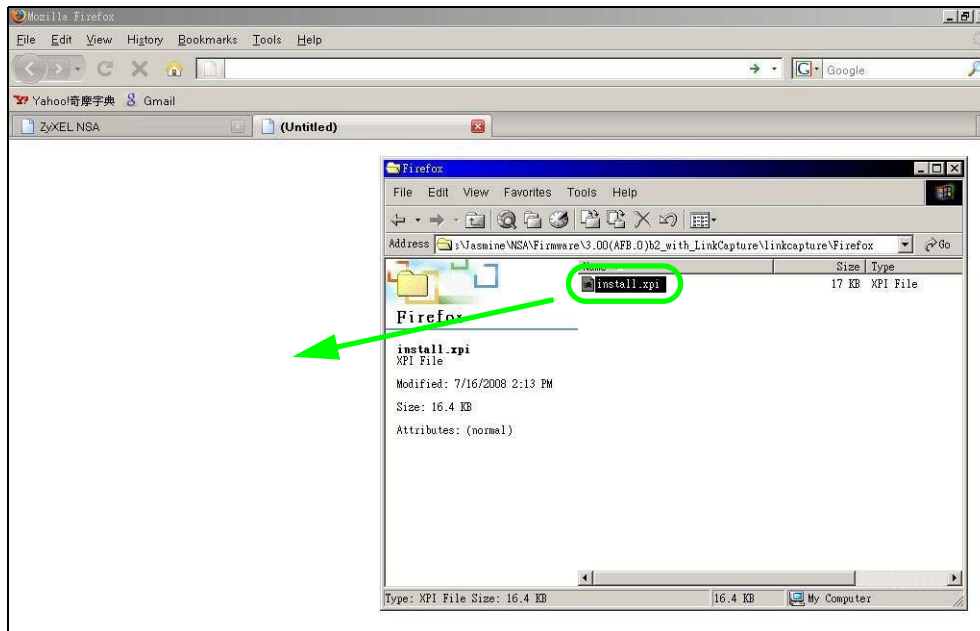 Mozilla Firefox
File Edit View History Bookmarks Tools Help
G Google
Yahoo!奇摩字典 Gmail
ZyXEL NSA (Untitled)
Firefox
File Edit View Favorites Tools Help
Address s\Jasmine\NSA\Firmware\3.00(AFB.0)b2_with_LinkCapture\linkcapture\Firefox Go
Name Size Type
install.xpi 17 KB XPI File
Firefox
install.xpi
XPI File
Modified: 7/16/2008 2:13 PM
Size: 16.4 KB
Attributes: (normal)
Type: XPI File Size: 16.4 KB 16.4 KB My Computer